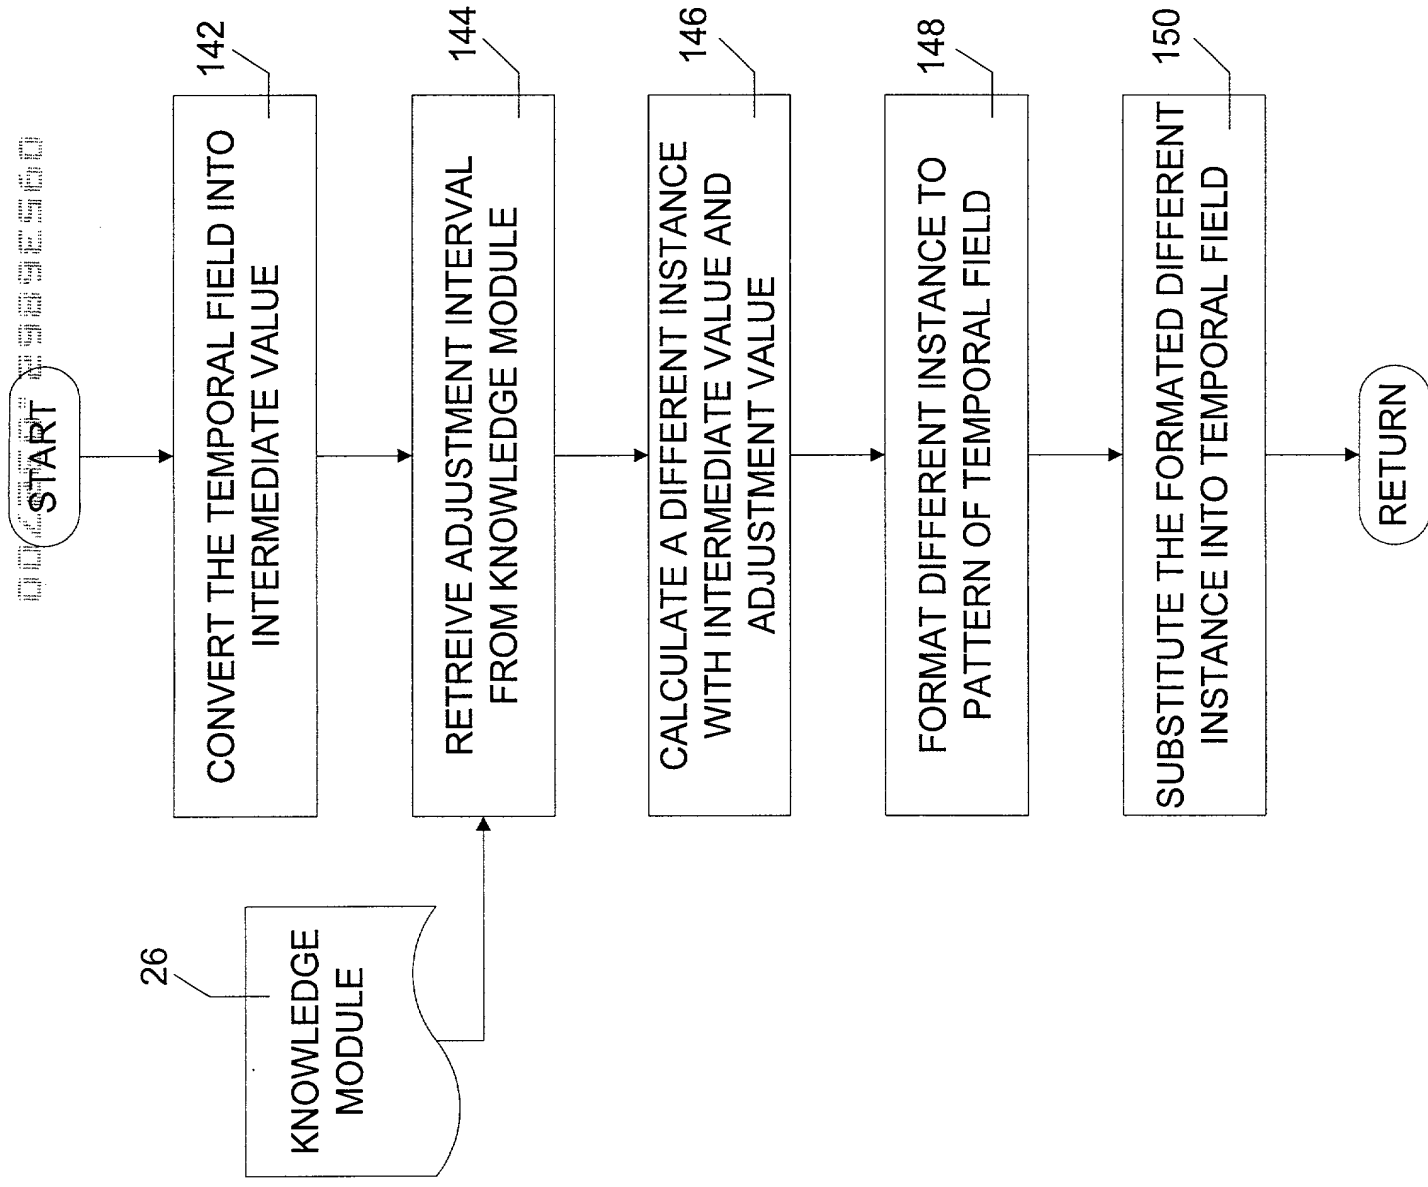 START
142
CONVERT THE TEMPORAL FIELD INTO
INTERMEDIATE VALUE
144
RETREIVE ADJUSTMENT INTERVAL
FROM KNOWLEDGE MODULE
26
KNOWLEDGE
MODULE
146
CALCULATE A DIFFERENT INSTANCE
WITH INTERMEDIATE VALUE AND
ADJUSTMENT VALUE
148
FORMAT DIFFERENT INSTANCE TO
PATTERN OF TEMPORAL FIELD
150
SUBSTITUTE THE FORMATED DIFFERENT
INSTANCE INTO TEMPORAL FIELD
RETURN